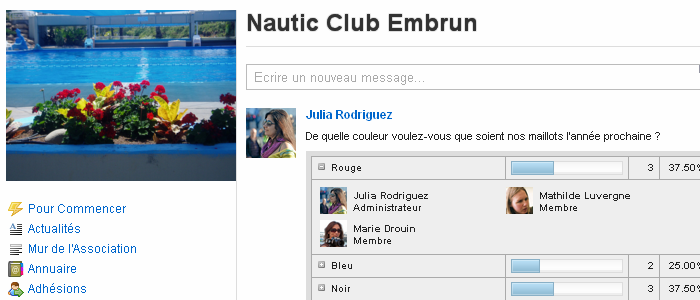 Nautic Club Embrun
Ecrire un nouveau message...
Julia Rodriguez
De quelle couleur voulez-vous que soient nos maillots l'année prochaine ?
Rouge 3 37.50%
Julia Rodriguez
Administrateur
Mathilde Luvergne
Membre
Marie Drouin
Membre
Bleu 2 25.00%
Noir 3 37.50%
Pour Commencer
Actualités
Mur de l'Association
Annuaire
Adhésions